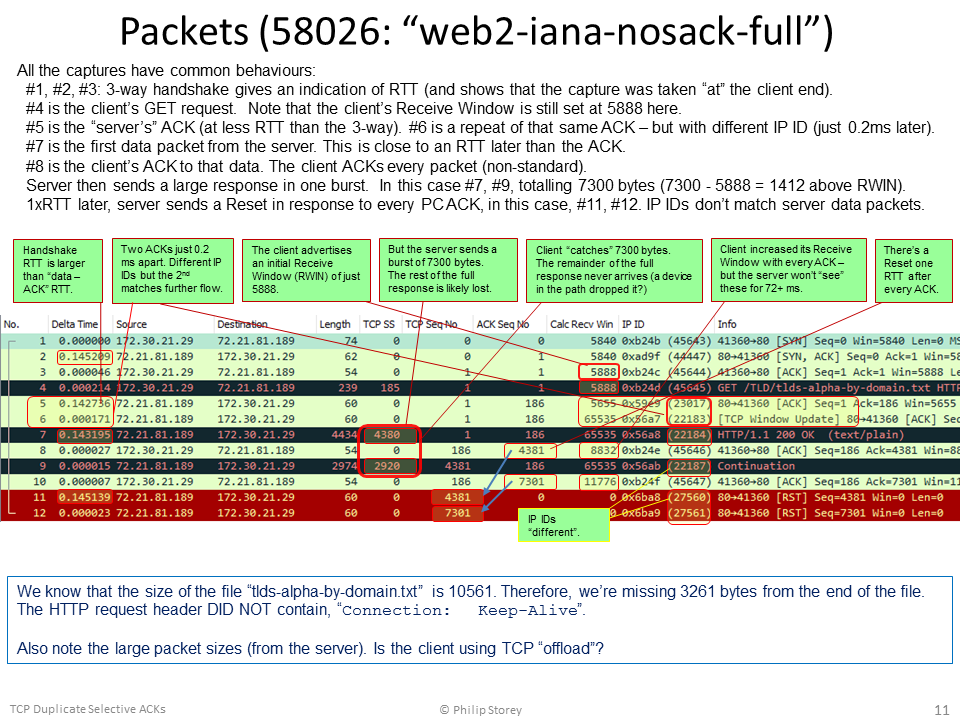 Packets (58026: “web2-iana-nosack-full”)
All the captures have common behaviours:
#1, #2, #3: 3-way handshake gives an indication of RTT (and shows that the capture was taken “at” the client end).
#4 is the client’s GET request.  Note that the client’s Receive Window is still set at 5888 here.
#5 is the “server’s” ACK (at less RTT than the 3-way).  #6 is a repeat of that same ACK – but with different IP ID (just 0.2ms later).
#7 is the first data packet from the server. This is close to an RTT later than the ACK.
#8 is the client’s ACK to that data. The client ACKs every packet (non-standard).
Server then sends a large response in one burst.  In this case #7, #9, totalling 7300 bytes (7300 - 5888 = 1412 above RWIN).
1xRTT later, server sends a Reset in response to every PC ACK, in this case, #11, #12. IP IDs don’t match server data packets.
Handshake
RTT is larger
than “data –
ACK” RTT.
Two ACKs just 0.2
ms apart. Different IP
IDs but the 2nd
matches further flow.
The client advertises
an initial Receive
Window (RWIN) of just
5888.
But the server sends a
burst of 7300 bytes.
The rest of the full
response is likely lost.
Client “catches” 7300 bytes.
The remainder of the full
response never arrives (a device
in the path dropped it?)
Client increased its Receive
Window with every ACK –
but the server won’t “see”
these for 72+ ms.
There’s a
Reset one
RTT after
every ACK.
No. Delta Time Source Destination Length TCP SS TCP Seq No ACK Seq No Calc Recv Win IP ID Info
1 0.000000 172.30.21.29 72.21.81.189 74 0 0 0 5840 0xb24b (45643) 41360→80 [SYN] Seq=0 Win=5840 Len=0 MS
2 0.145209 72.21.81.189 172.30.21.29 62 0 0 1 5840 0xad9f (44447) 80→41360 [SYN, ACK] Seq=0 Ack=1 Win=58
3 0.000046 172.30.21.29 72.21.81.189 54 0 1 1 5888 0xb24c (45644) 41360→80 [ACK] Seq=1 Ack=1 Win=5888 L
4 0.000214 172.30.21.29 72.21.81.189 239 185 1 1 5888 0xb24d (45645) GET /TLD/tlds-alpha-by-domain.txt HTTP
5 0.142736 72.21.81.189 172.30.21.29 60 0 1 186 5655 0x59e9 (23017) 80→41360 [ACK] Seq=1 Ack=186 Win=5655
6 0.000171 72.21.81.189 172.30.21.29 60 0 1 186 65535 0x56a7 (22183) [TCP Window Update] 80→41360 [ACK] Seq
7 0.143195 72.21.81.189 172.30.21.29 4434 4380 1 186 65535 0x56a8 (22184) HTTP/1.1 200 OK  (text/plain)
8 0.000027 172.30.21.29 72.21.81.189 54 0 186 4381 8832 0xb24e (45646) 41360→80 [ACK] Seq=186 Ack=4381 Win=88
9 0.000015 72.21.81.189 172.30.21.29 2974 2920 4381 186 65535 0x56ab (22187) Continuation
10 0.000007 172.30.21.29 72.21.81.189 54 0 186 7301 11776 0xb24f (45647) 41360→80 [ACK] Seq=186 Ack=7301 Win=11
11 0.145139 72.21.81.189 172.30.21.29 60 0 4381 0 0 0x6ba8 (27560) 80→41360 [RST] Seq=4381 Win=0 Len=0
12 0.000023 72.21.81.189 172.30.21.29 60 0 7301 0 0x6ba9 (27561) 80→41360 [RST] Seq=7301 Win=0 Len=0
IP IDs
“different”.
We know that the size of the file “tlds-alpha-by-domain.txt”  is 10561. Therefore, we’re missing 3261 bytes from the end of the file.
The HTTP request header DID NOT contain, “Connection:  Keep-Alive”.
Also note the large packet sizes (from the server). Is the client using TCP “offload”?
TCP Duplicate Selective ACKs
© Philip Storey
11